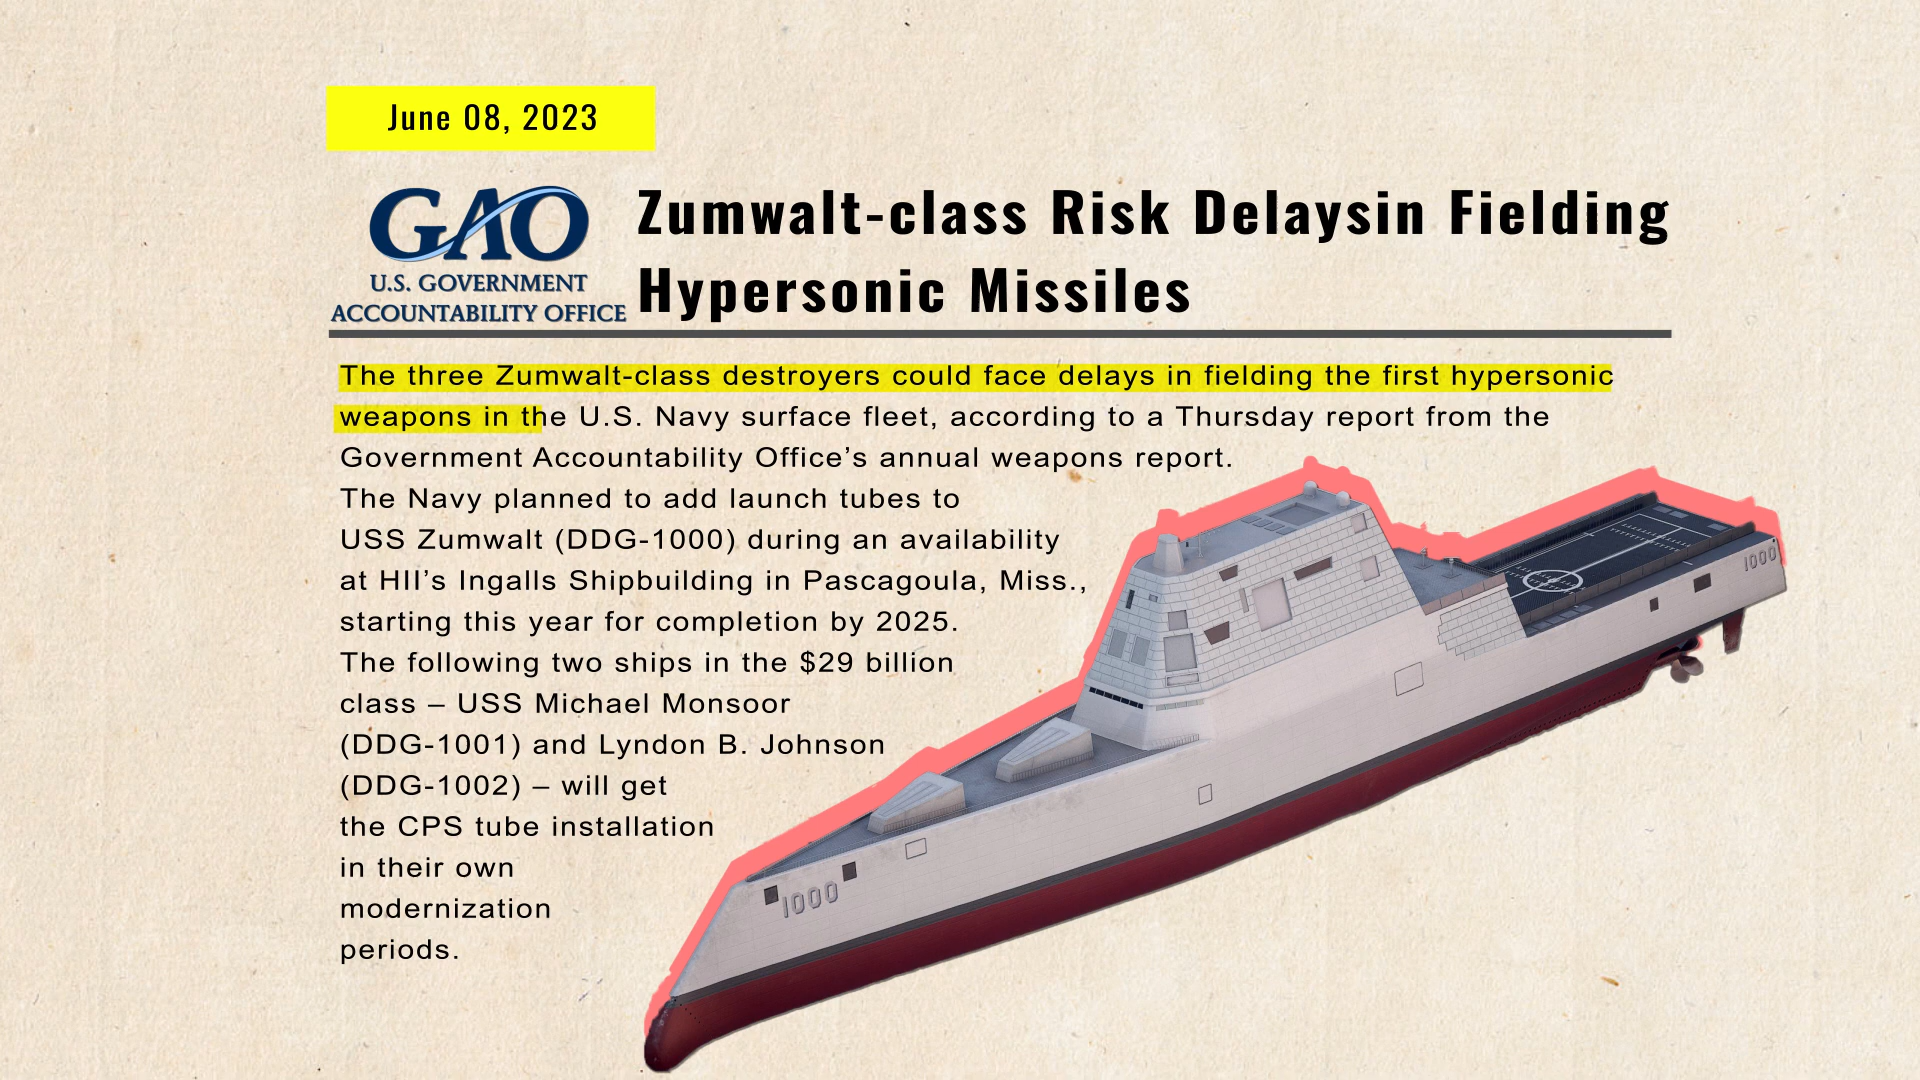 June 08, 2023
GAO
U.S. GOVERNMENT
ACCOUNTABILITY OFFICE
Zumwalt-class Risk Delaysin Fielding
Hypersonic Missiles
The three Zumwalt-class destroyers could face delays in fielding the first hypersonic
weapons in the U.S. Navy surface fleet, according to a Thursday report from the
Government Accountability Office’s annual weapons report.
The Navy planned to add launch tubes to
USS Zumwalt (DDG-1000) during an availability
at HII’s Ingalls Shipbuilding in Pascagoula, Miss.,
starting this year for completion by 2025.
The following two ships in the $29 billion
class – USS Michael Monsoor
(DDG-1001) and Lyndon B. Johnson
(DDG-1002) – will get
the CPS tube installation
in their own
modernization
periods.
1000
1000